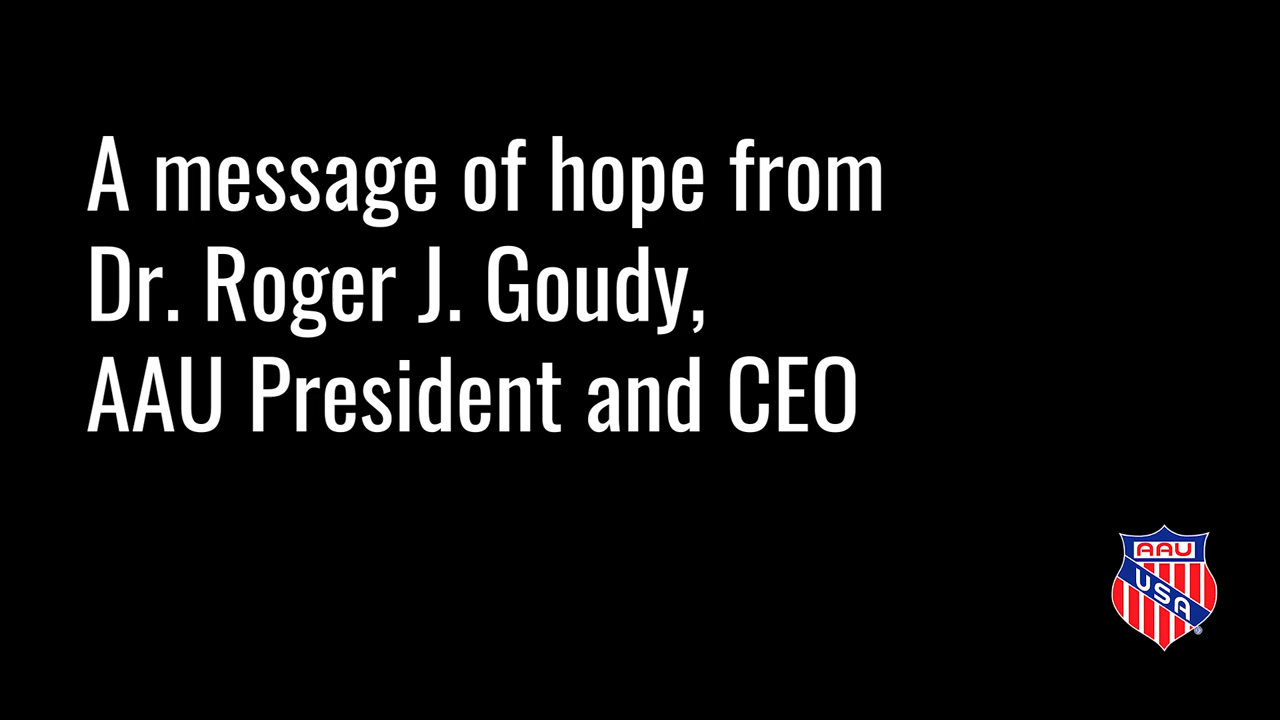 A message of hope from
Dr. Roger J. Goudy,
AAU President and CEO
AAU
USA
®